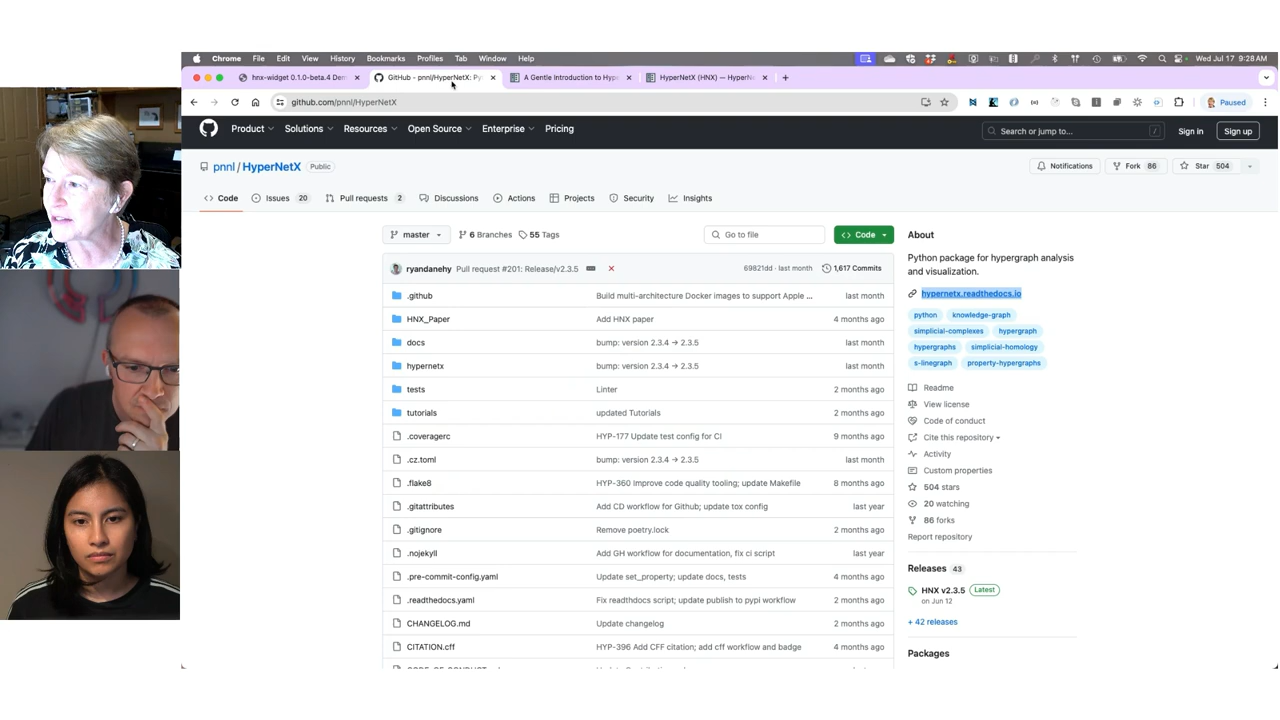 Chrome File Edit View History Bookmarks Profiles Tab Window Help Wed Jul 17 9:28 AM
hnx-widget 0.1.0-beta.4 Dem GitHub - pnnl/HyperNetX: Py A Gentle Introduction to Hype HyperNetX (HNX) — HyperNe
github.com/pnnl/HyperNetX Paused
Product Solutions Resources Open Source Enterprise Pricing Search or jump to... / Sign in Sign up
pnnl / HyperNetX Public Notifications Fork 86 Star 504
Code Issues 20 Pull requests 2 Discussions Actions Projects Security Insights
master 6 Branches 55 Tags Go to file Code
ryandanehy Pull request #201: Release/v2.3.5 69821dd · last month 1,617 Commits
.github Build multi-architecture Docker images to support Apple ... last month
HNX_Paper Add HNX paper 4 months ago
docs bump: version 2.3.4 → 2.3.5 last month
hypernetx bump: version 2.3.4 → 2.3.5 last month
tests Linter 2 months ago
tutorials updated Tutorials 2 months ago
.coveragerc HYP-177 Update test config for CI 9 months ago
.cz.toml bump: version 2.3.4 → 2.3.5 last month
.flake8 HYP-360 Improve code quality tooling; update Makefile 8 months ago
.gitattributes Add CD workflow for Github; update tox config last year
.gitignore Remove poetry.lock 2 months ago
.nojekyll Add GH workflow for documentation, fix ci script last year
.pre-commit-config.yaml Update set_property; update docs, tests 4 months ago
.readthedocs.yaml Fix readthdocs script; update publish to pypi workflow 2 months ago
CHANGELOG.md Update changelog 2 months ago
CITATION.cff HYP-396 Add CFF citation; add cff workflow and badge 4 months ago
About
Python package for hypergraph analysis
and visualization.
hypernetx.readthedocs.io
python knowledge-graph
simplicial-complexes hypergraph
hypergraphs simplicial-homology
s-linegraph property-hypergraphs
Readme
View license
Code of conduct
Cite this repository
Activity
Custom properties
504 stars
20 watching
86 forks
Report repository
Releases 43
HNX v2.3.5 Latest
on Jun 12
+ 42 releases
Packages